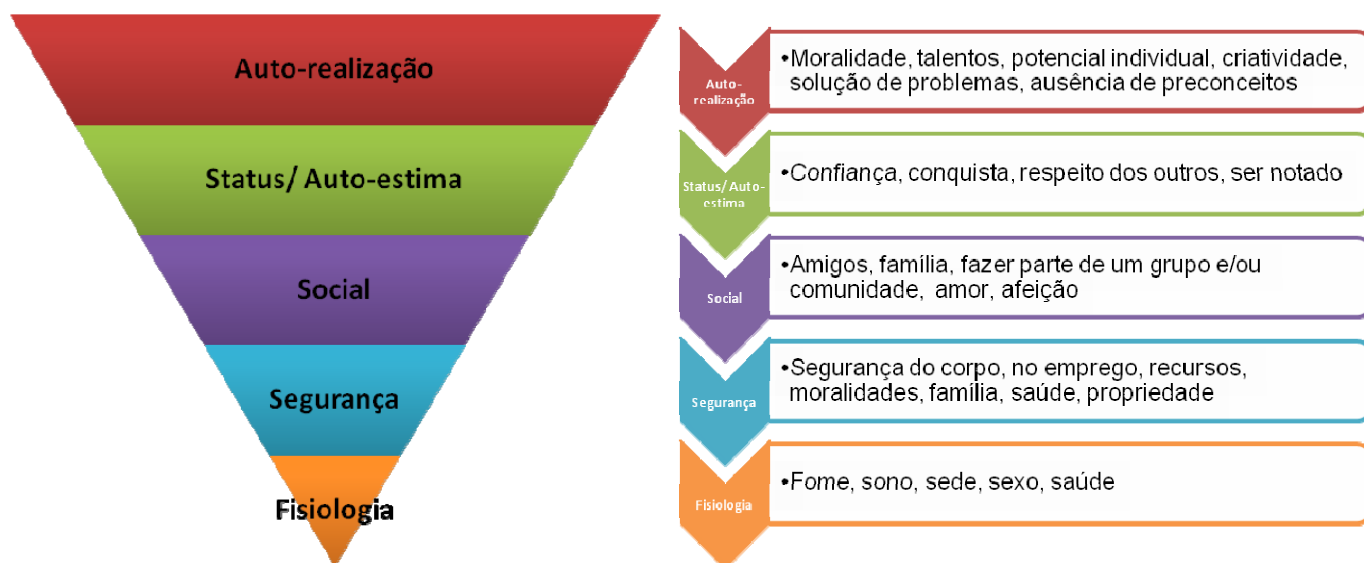 Auto-realização
Status/ Auto-estima
Social
Segurança
Fisiologia
Auto-
realização
•Moralidade, talentos, potencial individual, criatividade,
solução de problemas, ausência de preconceitos
Status/ Auto-
estima
•Confiança, conquista, respeito dos outros, ser notado
Social
•Amigos, família, fazer parte de um grupo e/ou
comunidade, amor, afeição
Segurança
•Segurança do corpo, no emprego, recursos,
moralidades, família, saúde, propriedade
Fisiologia
•Fome, sono, sede, sexo, saúde